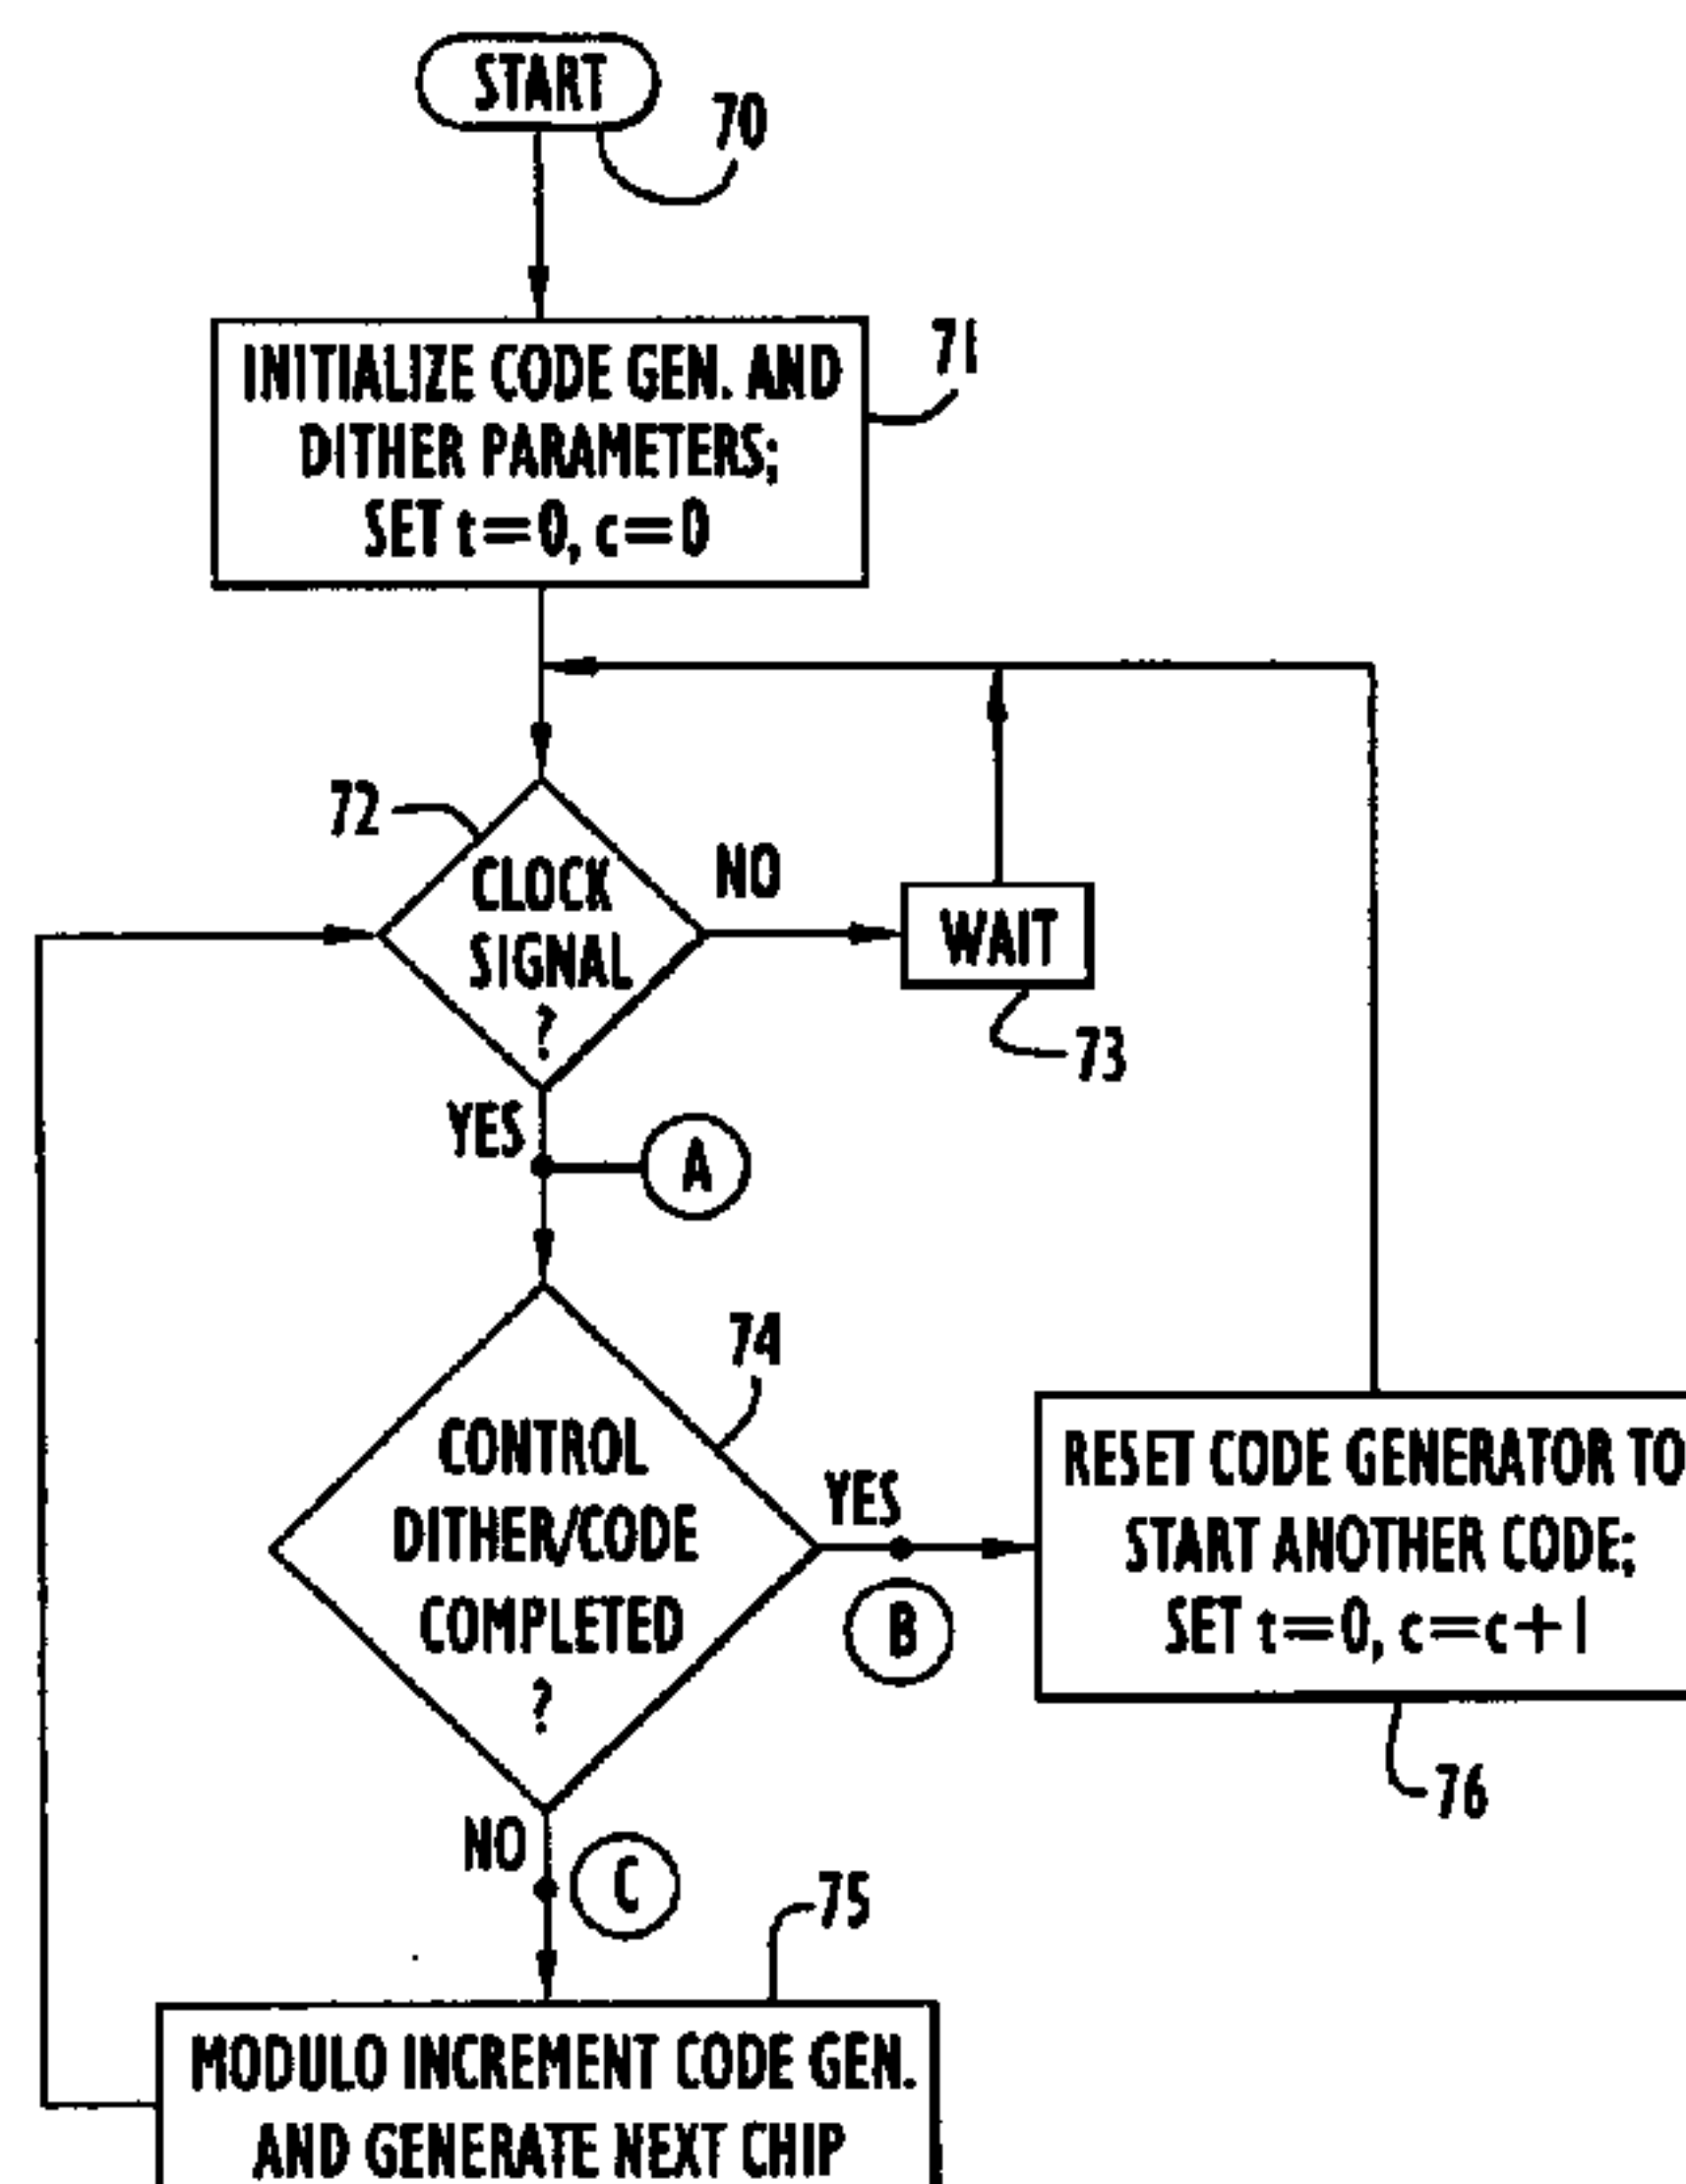 START
70
INITIALIZE CODE GEN. AND
DITHER PARAMETERS;
SET t=0, c=0
71
72
CLOCK
SIGNAL
?
NO
WAIT
73
YES
A
74
CONTROL
DITHER/CODE
COMPLETED
?
YES
B
RESET CODE GENERATOR TO
START ANOTHER CODE;
SET t=0, c=c+1
76
NO
C
75
MODULO INCREMENT CODE GEN.
AND GENERATE NEXT CHIP